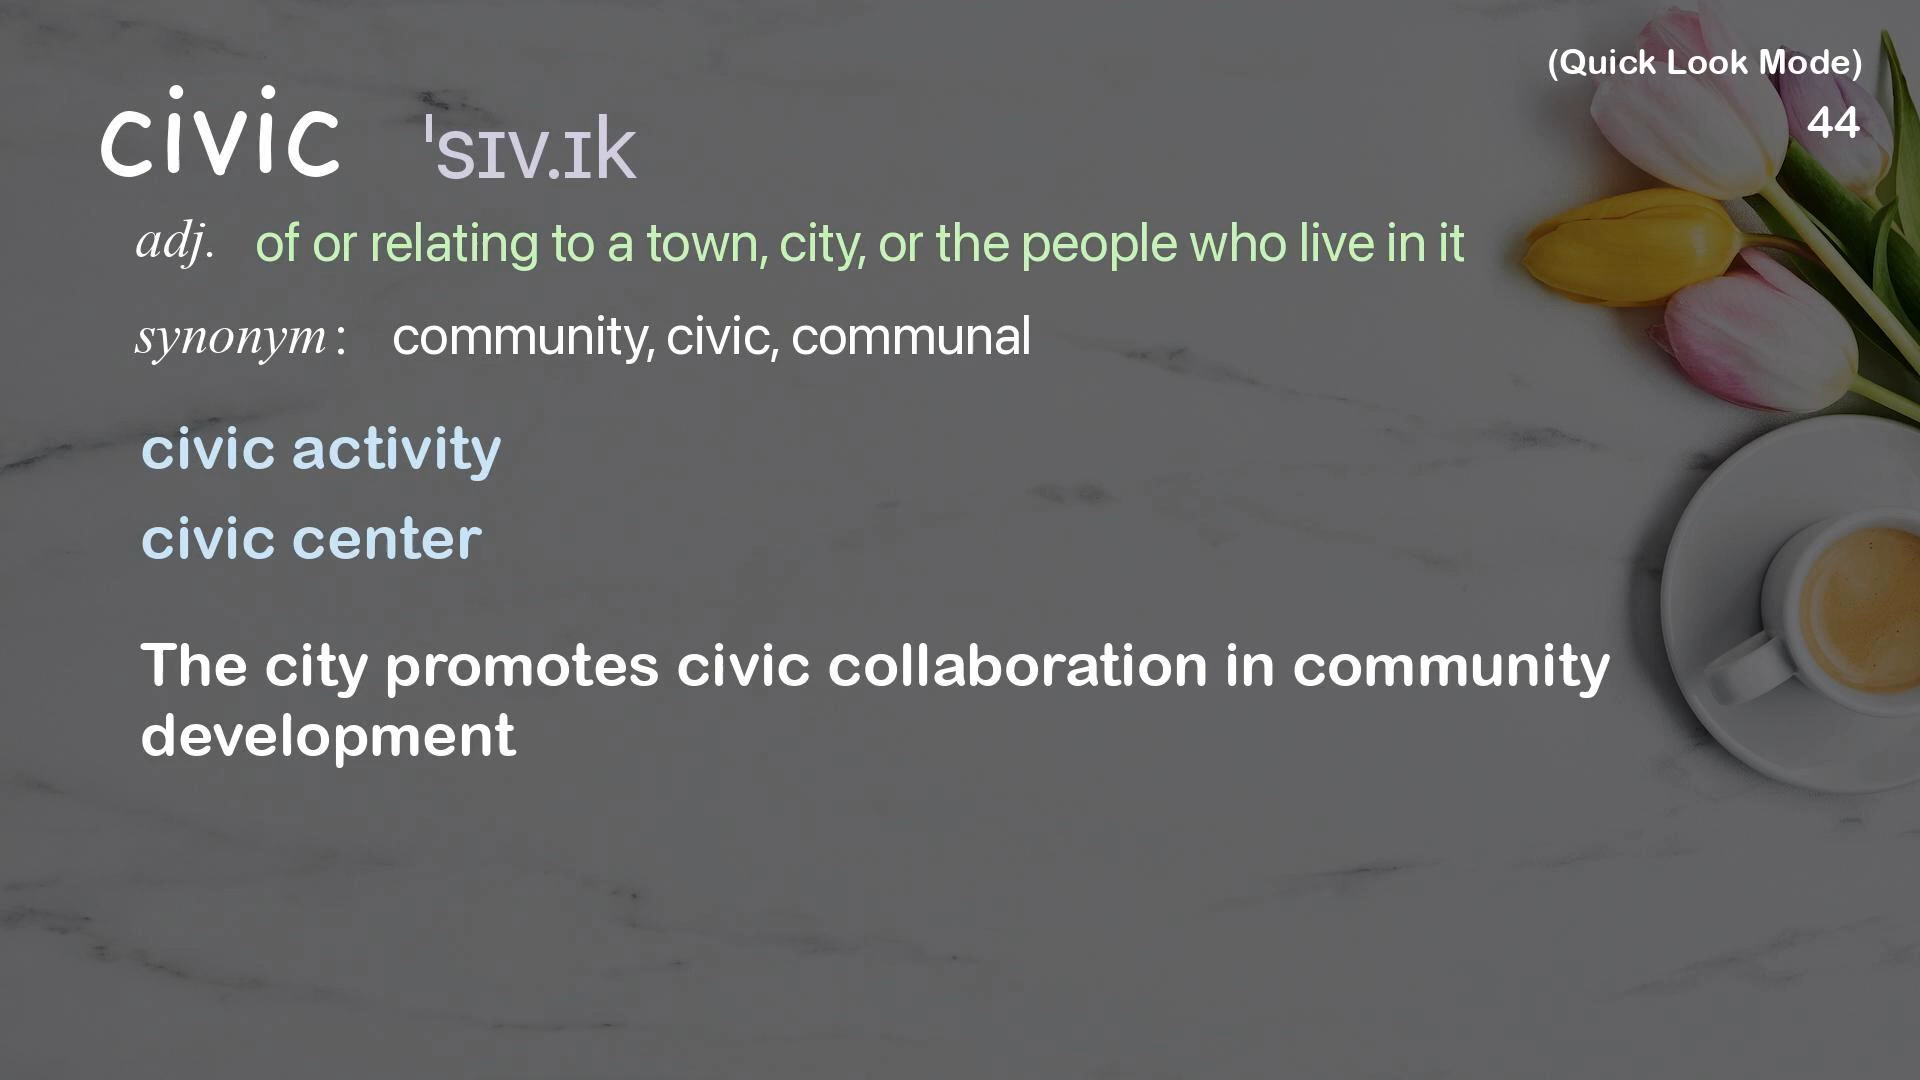 (Quick Look Mode)
44
civic ˈsɪv.ɪk
adj. of or relating to a town, city, or the people who live in it
synonym: community, civic, communal
civic activity
civic center
The city promotes civic collaboration in community
development